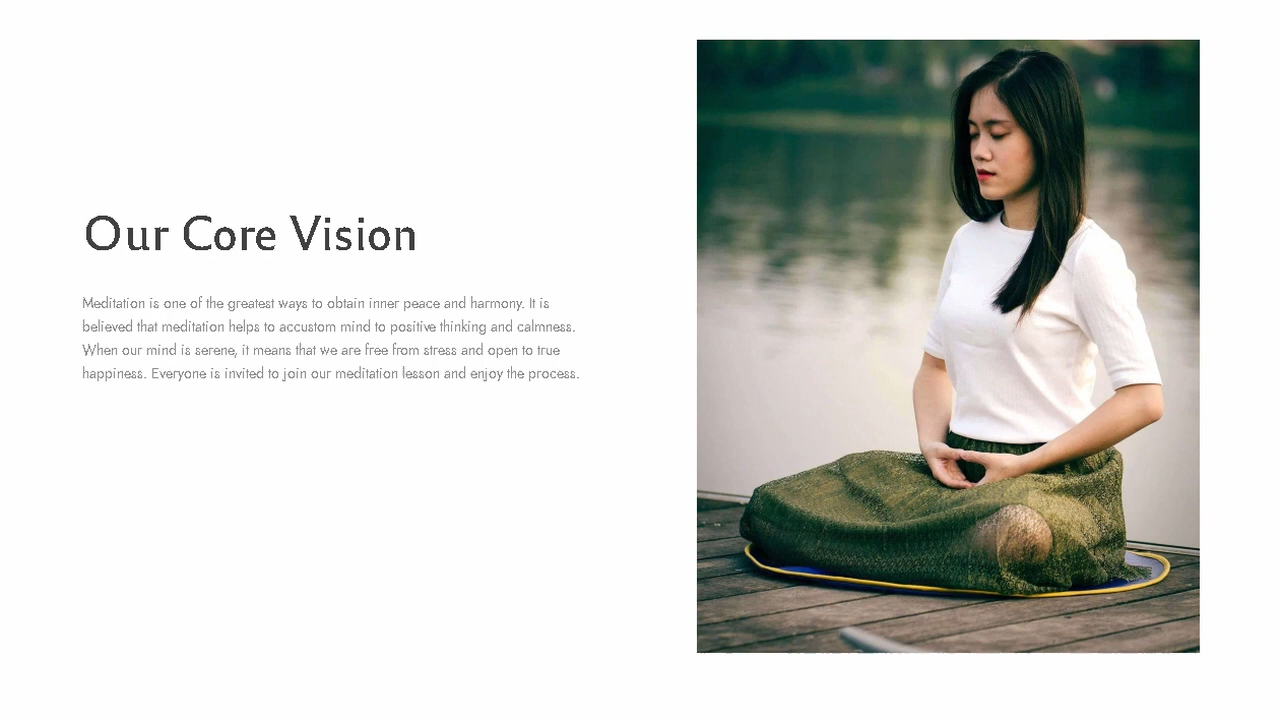 Our Core Vision
Meditation is one of the greatest ways to obtain inner peace and harmony. It is
believed that meditation helps to accustom mind to positive thinking and calmness.
When our mind is serene, it means that we are free from stress and open to true
happiness. Everyone is invited to join our meditation lesson and enjoy the process.